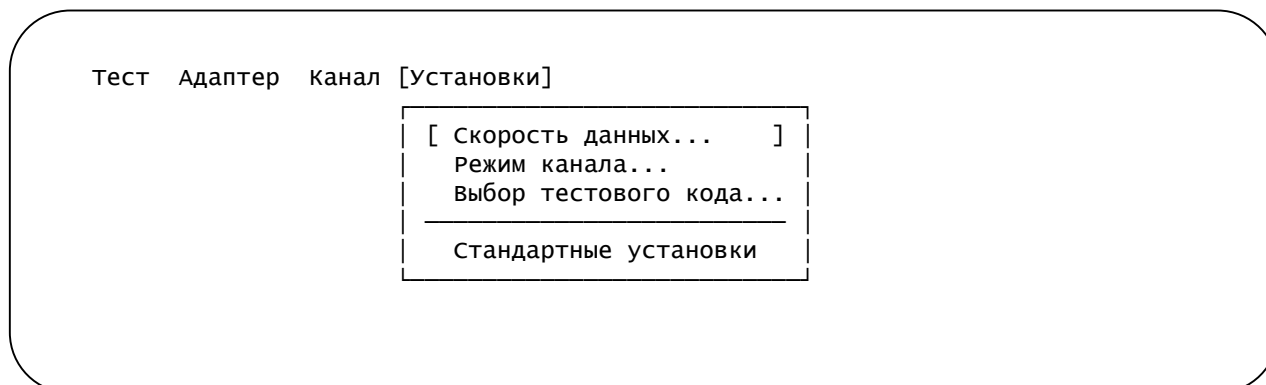 Тест Адаптер Канал [Установки]
[ Скорость данных... ]
Режим канала...
Выбор тестового кода...
Стандартные установки